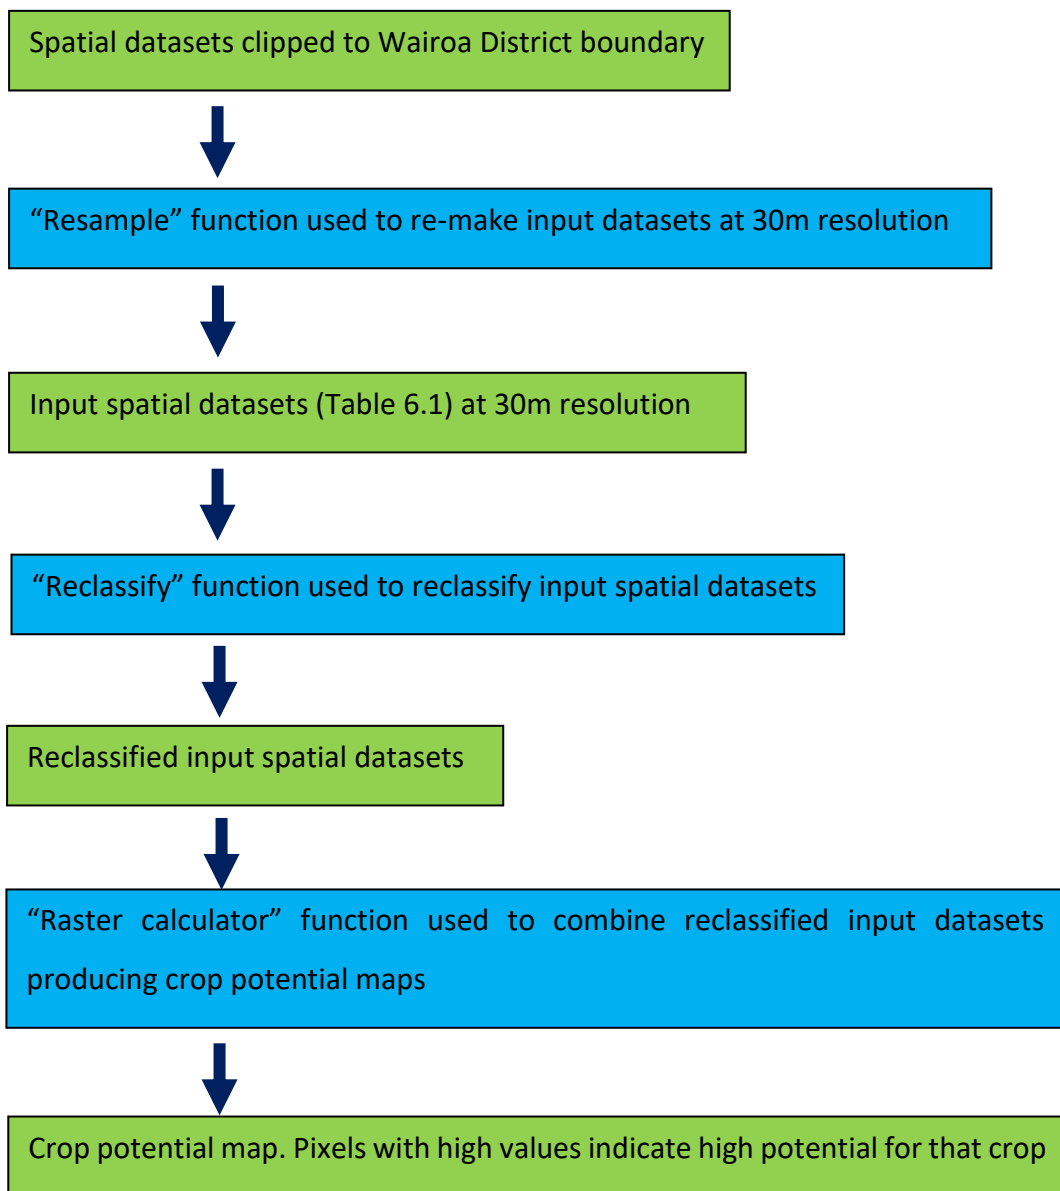 Spatial datasets clipped to Wairoa District boundary
“Resample” function used to re-make input datasets at 30m resolution
Input spatial datasets (Table 6.1) at 30m resolution
“Reclassify” function used to reclassify input spatial datasets
Reclassified input spatial datasets
“Raster calculator” function used to combine reclassified input datasets
producing crop potential maps
Crop potential map. Pixels with high values indicate high potential for that crop